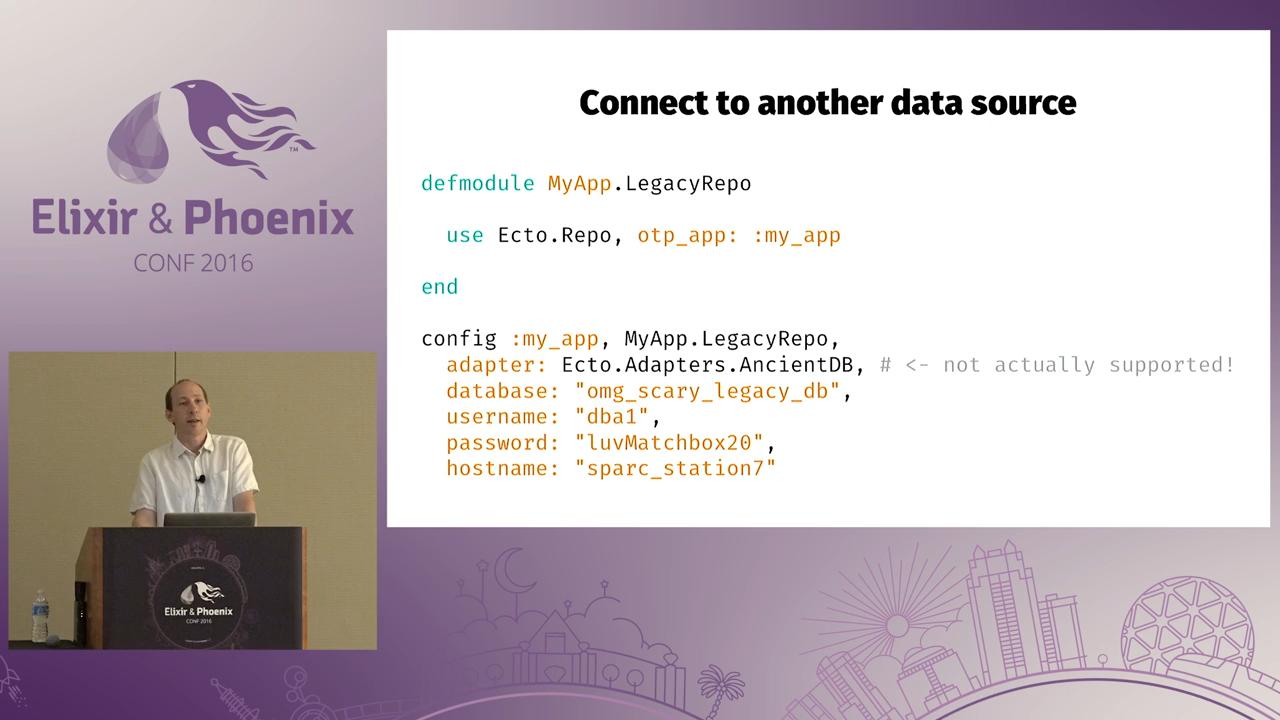 Elixir & Phoenix
CONF 2016
TM
Connect to another data source
defmodule MyApp.LegacyRepo
use Ecto.Repo, otp_app: :my_app
end
config :my_app, MyApp.LegacyRepo,
adapter: Ecto.Adapters.AncientDB, # <- not actually supported!
database: "omg_scary_legacy_db",
username: "dba1",
password: "luvMatchbox20",
hostname: "sparc_station7"
Elixir & Phoenix
CONF 2016